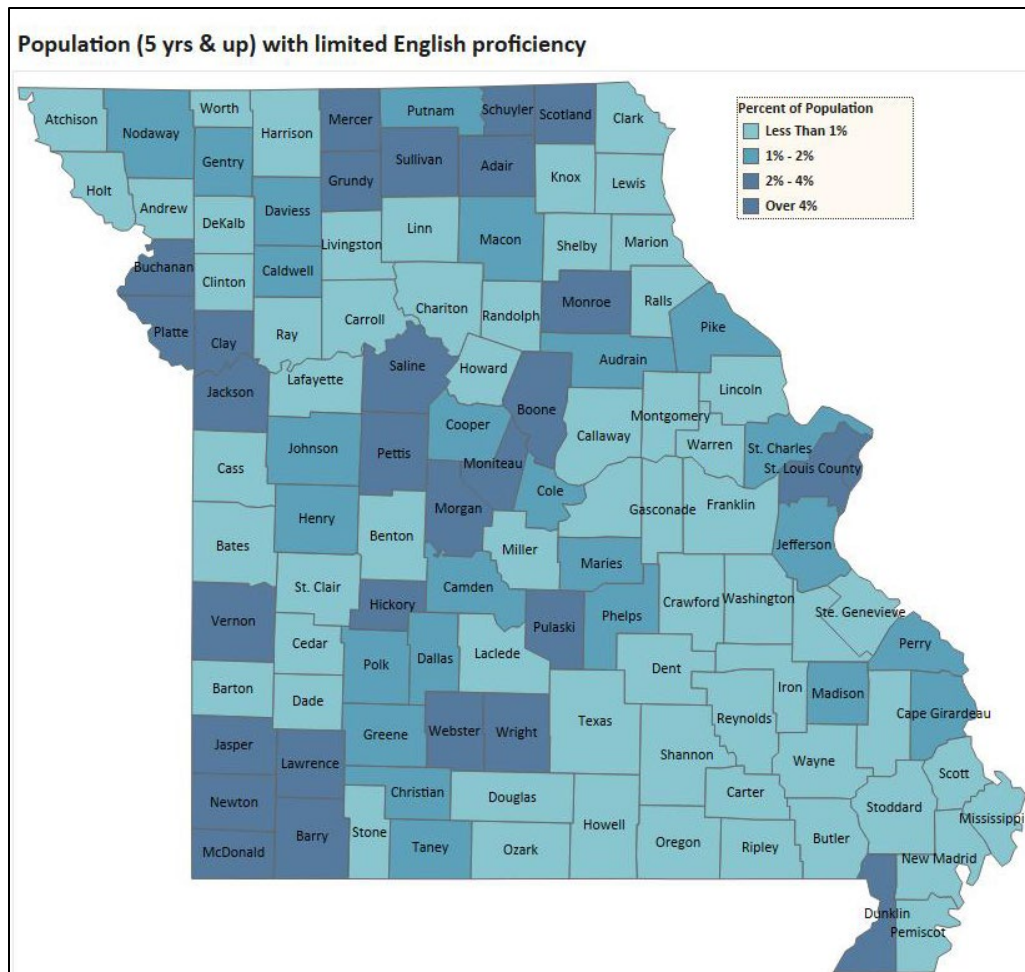 Population (5 yrs & up) with limited English proficiency
Percent of Population
Less Than 1%
1% - 2%
2% - 4%
Over 4%
Atchison
Nodaway
Worth
Harrison
Mercer
Putnam
Schuyler
Scotland
Clark
Gentry
Sullivan
Adair
Grundy
Knox
Lewis
Holt
Andrew
DeKalb
Daviess
Linn
Macon
Shelby
Marion
Livingston
Buchanan
Clinton
Caldwell
Chariton
Randolph
Monroe
Ralls
Pike
Platte
Clay
Ray
Carroll
Audrain
Saline
Howard
Lafayette
Jackson
Boone
Lincoln
Montgomery
Callaway
Cooper
Johnson
Pettis
Moniteau
Warren
St. Charles
St. Louis County
Cass
Cole
Morgan
Gasconade
Franklin
Henry
Benton
Bates
Miller
Maries
Jefferson
St. Clair
Camden
Hickory
Crawford
Washington
Ste. Genevieve
Vernon
Pulaski
Phelps
Cedar
Polk
Dallas
Laclede
Dent
Perry
Barton
Dade
Iron
Madison
Cape Girardeau
Texas
Reynolds
Greene
Webster
Wright
Jasper
Lawrence
Shannon
Wayne
Scott
Christian
Douglas
Carter
Stoddard
Mississippi
Newton
Barry
Stone
Howell
Oregon
Ripley
Butler
McDonald
Taney
Ozark
New Madrid
Dunklin
Pemiscot